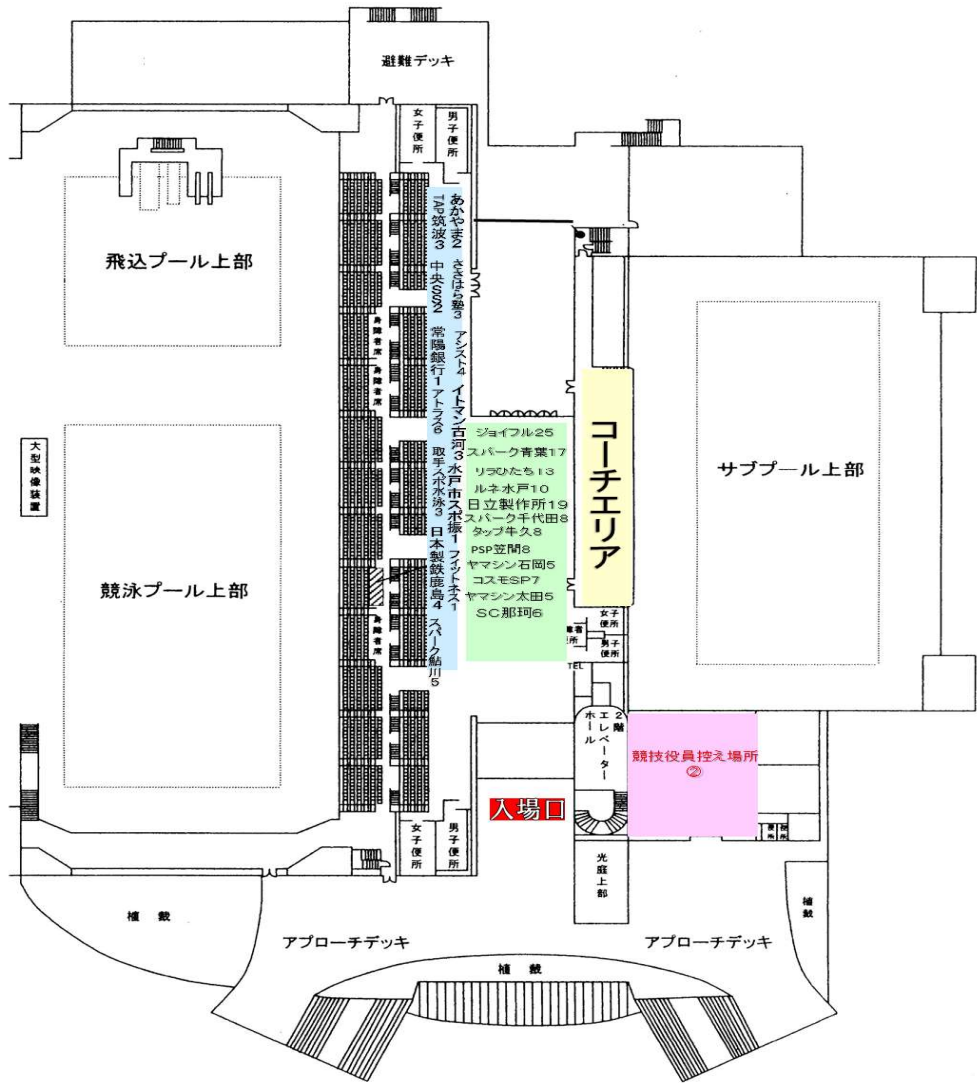 避難デッキ
女子便所
男子便所
飛込プール上部
あかやま2
TAP筑波3
ささはら塾3
中央SS2
アシスト4
常陽銀行1
身障者席
身障者席
イトマン古河3
アトラス6
水戸市スポ振1
取手スポ水泳3
フィットネス1
日本製鉄鹿島4
スパーク鮎川5
身障者席
大型映像装置
競泳プール上部
ジョイフル25
スパーク青葉17
リラひたち13
ルネ水戸10
日立製作所19
スパーク千代田8
タップ牛久8
PSP笠間8
ヤマシン石岡5
コスモSP7
ヤマシン太田5
SC那珂6
コーチエリア
サブプール上部
女子便所
男子便所
TEL
2階
エレベーター
ホール
競技役員控え場所
②
入場口
女子便所
男子便所
便所
光庭上部
植栽
植栽
アプローチデッキ
アプローチデッキ
植栽